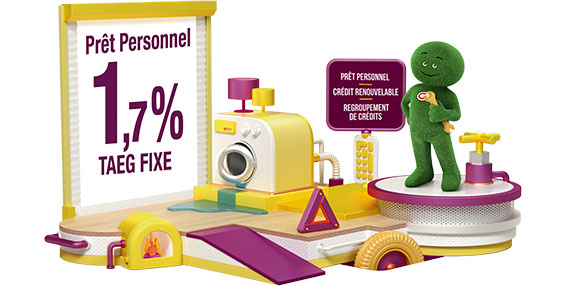 Prêt Personnel
1,7%
TAEG FIXE
PRÊT PERSONNEL
CRÉDIT RENOUVELABLE
REGROUPEMENT
DE CRÉDITS